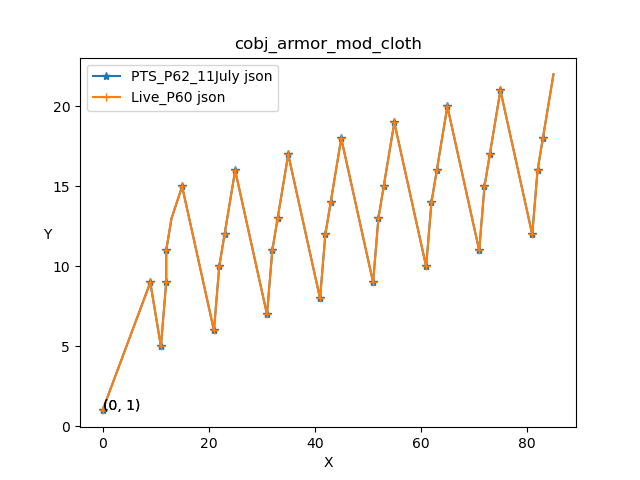 cobj_armor_mod_cloth
PTS_P62_11July json
Live_P60 json
20
15
Y
10
5
(0, 1)
0
0 20 40 60 80
X